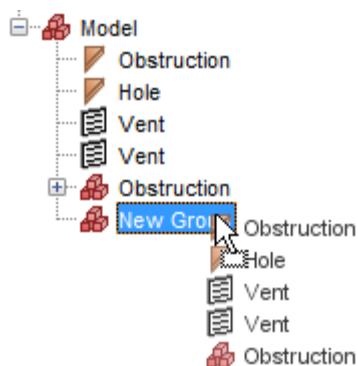 Model
Obstruction
Hole
Vent
Vent
Obstruction
New Grou
Obstruction
Hole
Vent
Vent
Obstruction